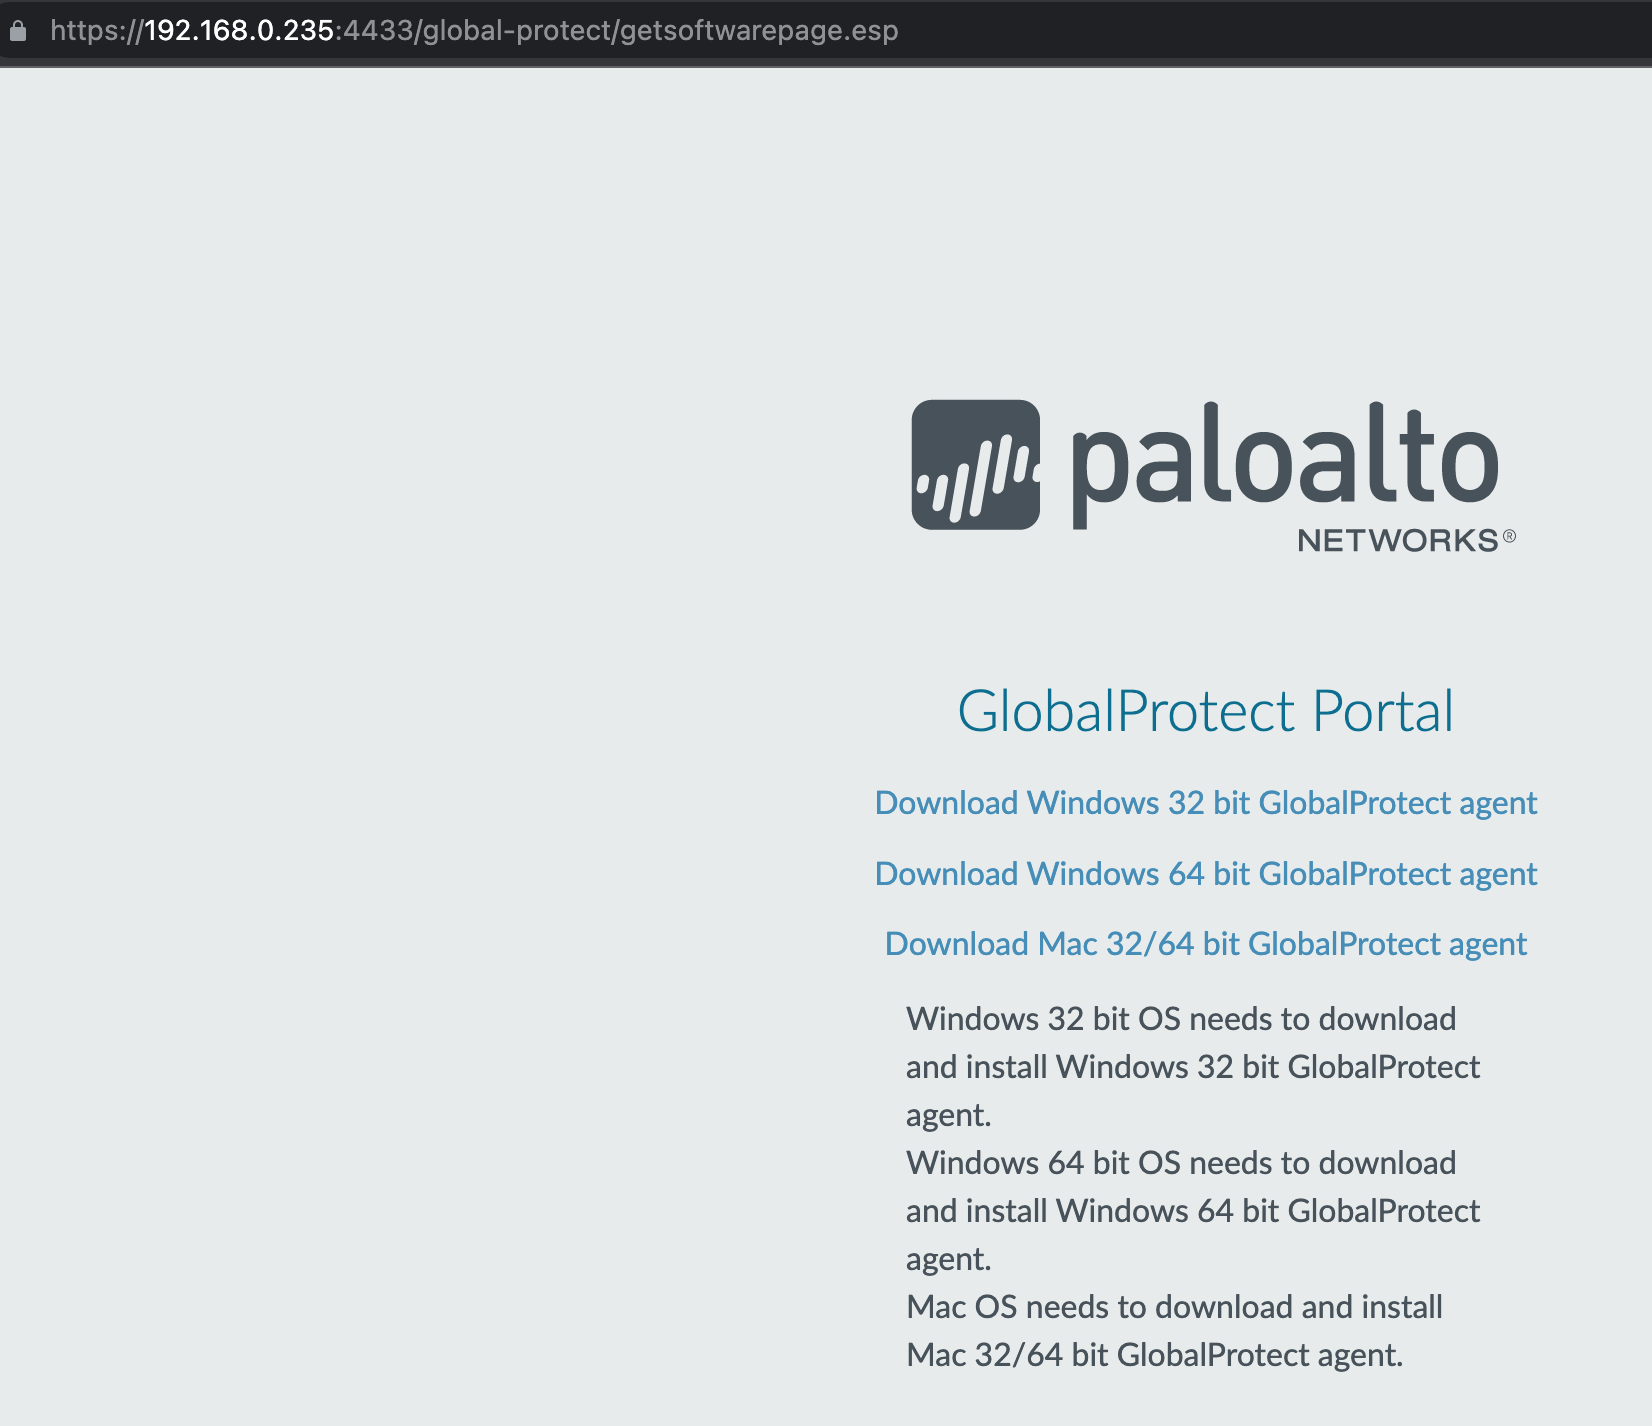 https://192.168.0.235:4433/global-protect/getsoftwarepage.esp
paloalto
NETWORKS®
GlobalProtect Portal
Download Windows 32 bit GlobalProtect agent
Download Windows 64 bit GlobalProtect agent
Download Mac 32/64 bit GlobalProtect agent
Windows 32 bit OS needs to download
and install Windows 32 bit GlobalProtect
agent.
Windows 64 bit OS needs to download
and install Windows 64 bit GlobalProtect
agent.
Mac OS needs to download and install
Mac 32/64 bit GlobalProtect agent.